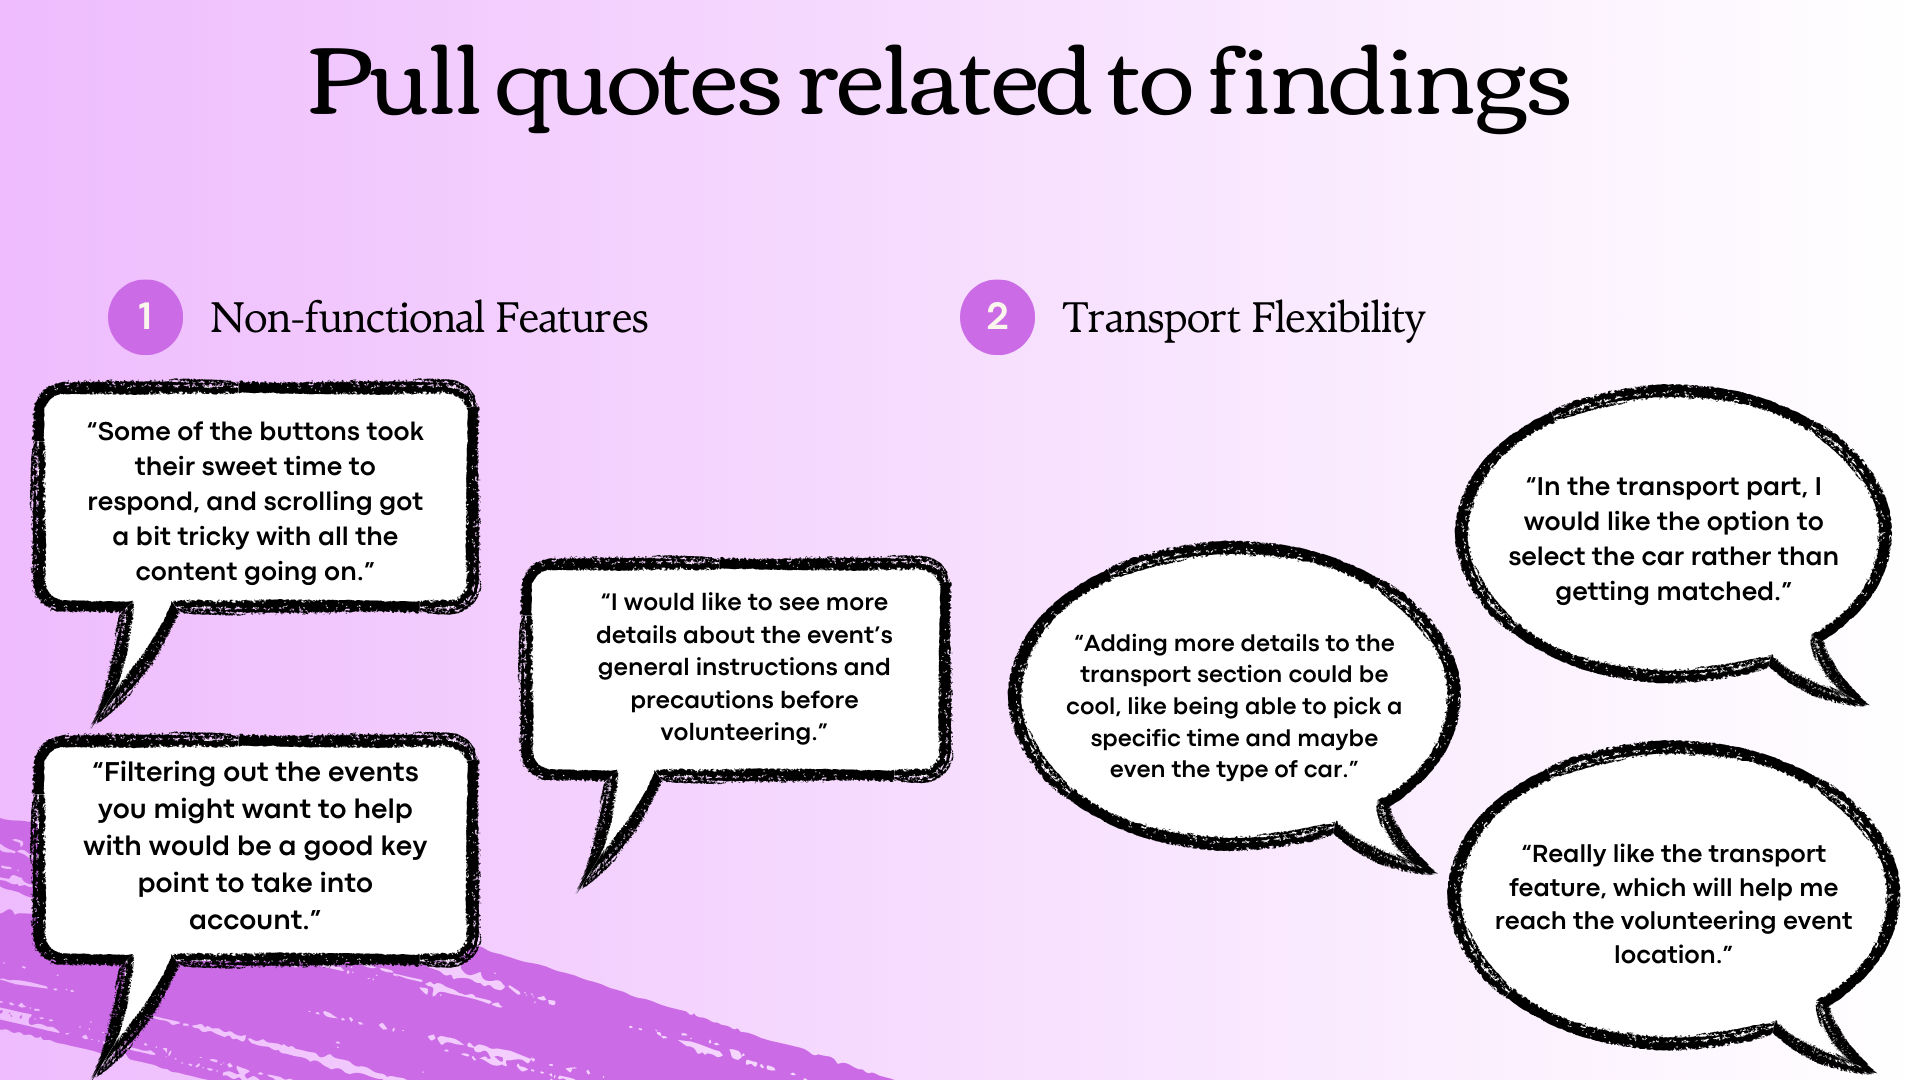 Pull quotes related to findings
1 Non-functional Features
“Some of the buttons took
their sweet time to
respond, and scrolling got
a bit tricky with all the
content going on.”
“I would like to see more
details about the event’s
general instructions and
precautions before
volunteering.”
“Filtering out the events
you might want to help
with would be a good key
point to take into
account.”
2 Transport Flexibility
“In the transport part, I
would like the option to
select the car rather than
getting matched.”
“Adding more details to the
transport section could be
cool, like being able to pick a
specific time and maybe
even the type of car.”
“Really like the transport
feature, which will help me
reach the volunteering event
location.”